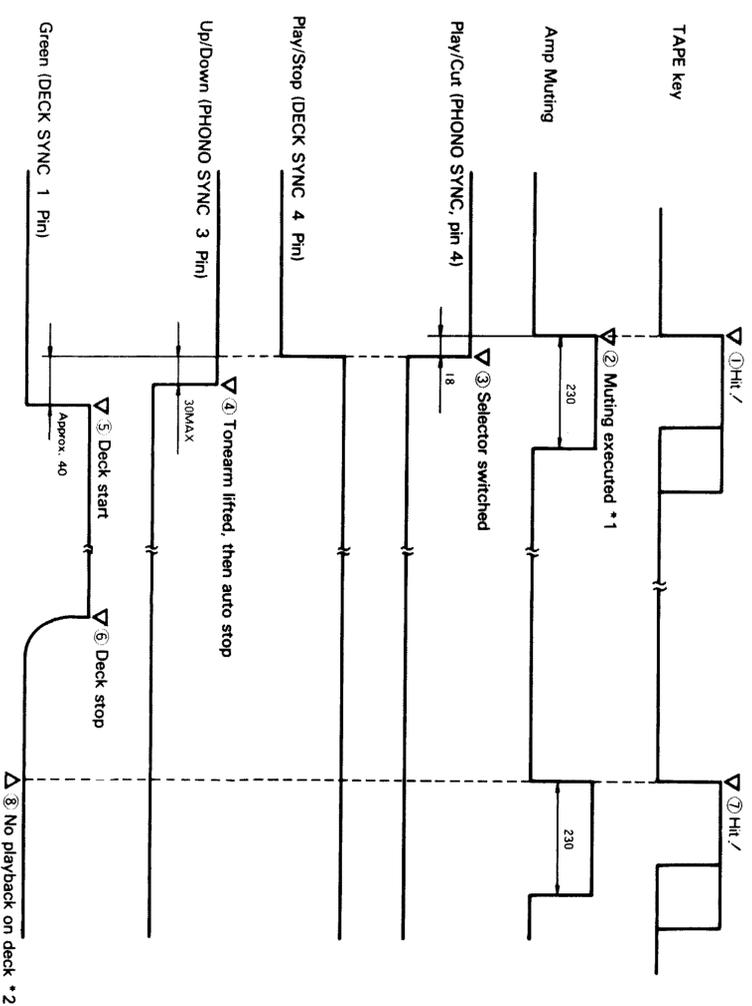 TAPE key
①Hit!
⑦Hit!
Amp Muting
② Muting executed *1
230
230
Play/Cut (PHONO SYNC, pin 4)
③ Selector switched
18
Play/Stop (DECK SYNC 4 Pin)
Up/Down (PHONO SYNC 3 Pin)
④ Tonearm lifted, then auto stop
30MAX
Green (DECK SYNC 1 Pin)
⑤ Deck start
Approx. 40
⑥ Deck stop
⑧ No playback on deck *2